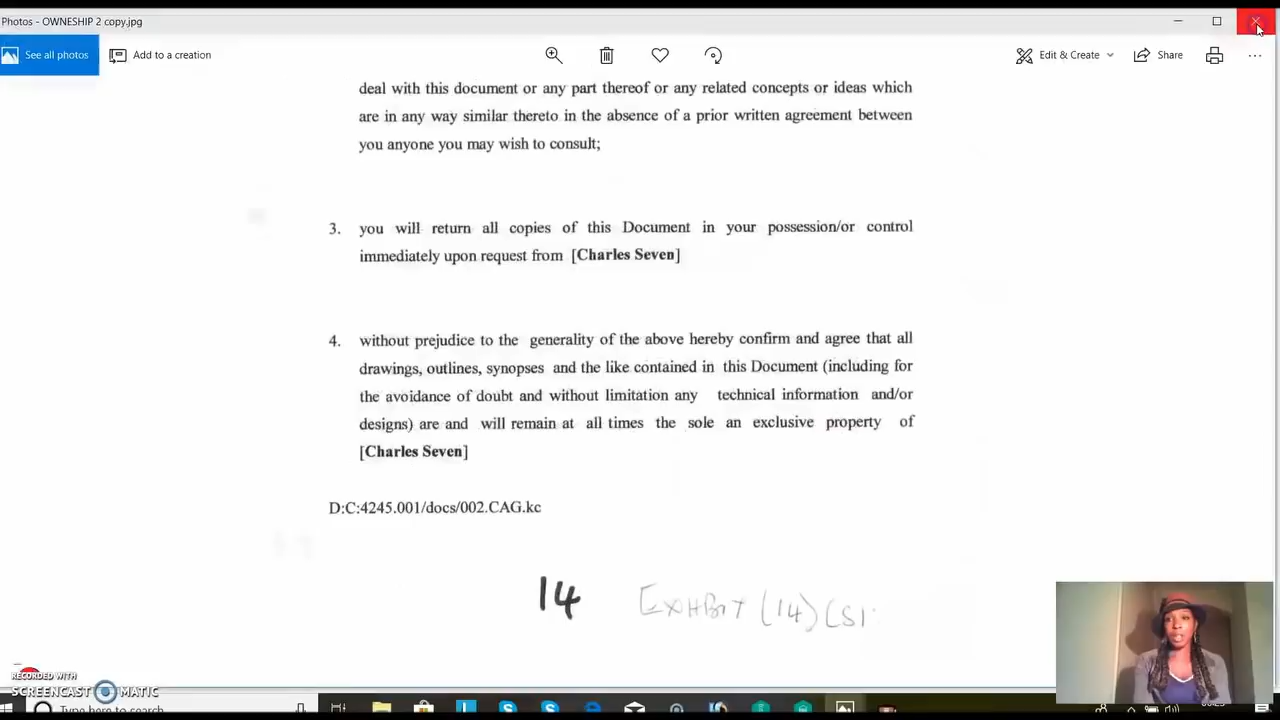 Photos - OWNESHIP 2 copy.jpg
See all photos
Add to a creation
Edit & Create
Share
deal with this document or any part thereof or any related concepts or ideas which
are in any way similar thereto in the absence of a prior written agreement between
you anyone you may wish to consult;
3. you will return all copies of this Document in your possession/or control
immediately upon request from [Charles Seven]
4. without prejudice to the generality of the above hereby confirm and agree that all
drawings, outlines, synopses and the like contained in this Document (including for
the avoidance of doubt and without limitation any technical information and/or
designs) are and will remain at all times the sole an exclusive property of
[Charles Seven]
D:C:4245.001/docs/002.CAG.kc
14 Exhibit (14)
RECORDED WITH
SCREENCAST MATIC
Type here to search